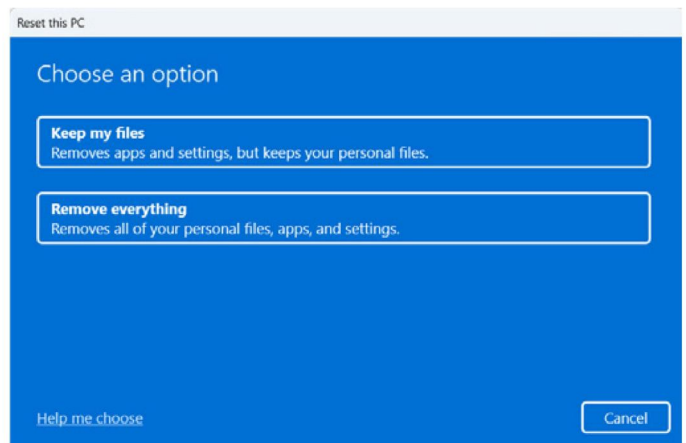 Reset this PC
Choose an option
Keep my files
Removes apps and settings, but keeps your personal files.
Remove everything
Removes all of your personal files, apps, and settings.
Help me choose
Cancel